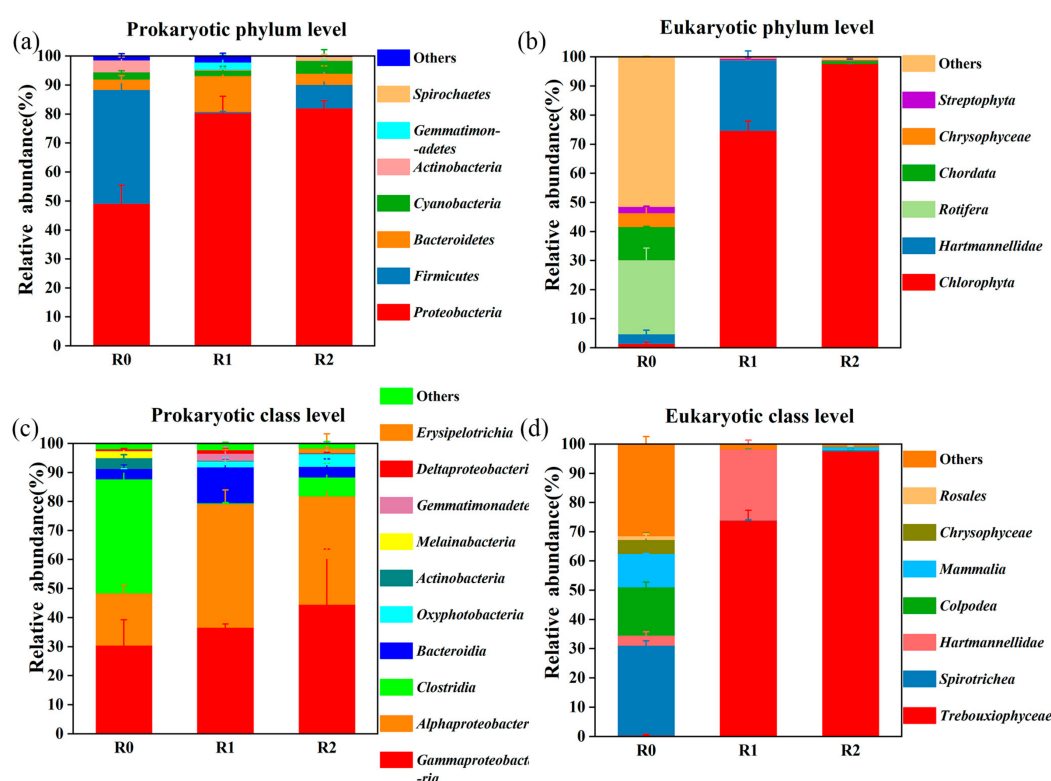 (a)
Prokaryotic phylum level
Relative abundance(%)
100
90
80
70
60
50
40
30
20
10
0
R0 R1 R2
Others
Spirochaetes
Gemmatimon-
-adetes
Actinobacteria
Cyanobacteria
Bacteroidetes
Firmicutes
Proteobacteria
(b)
Eukaryotic phylum level
Relative abundance(%)
100
90
80
70
60
50
40
30
20
10
0
R0 R1 R2
Others
Streptophyta
Chrysophyceae
Chordata
Rotifera
Hartmannellidae
Chlorophyta
(c)
Prokaryotic class level
Relative abundance(%)
100
90
80
70
60
50
40
30
20
10
0
R0 R1 R2
Others
Erysipelotrichia
Deltaproteobacteri
Gemmatimonadete
Melainabacteria
Actinobacteria
Oxyphotobacteria
Bacteroidia
Clostridia
Alphaproteobacter
Gammaproteobact
-ria
(d)
Eukaryotic class level
Relative abundance(%)
100
90
80
70
60
50
40
30
20
10
0
R0 R1 R2
Others
Rosales
Chrysophyceae
Mammalia
Colpodea
Hartmannellidae
Spirotrichea
Trebouxiophyceae